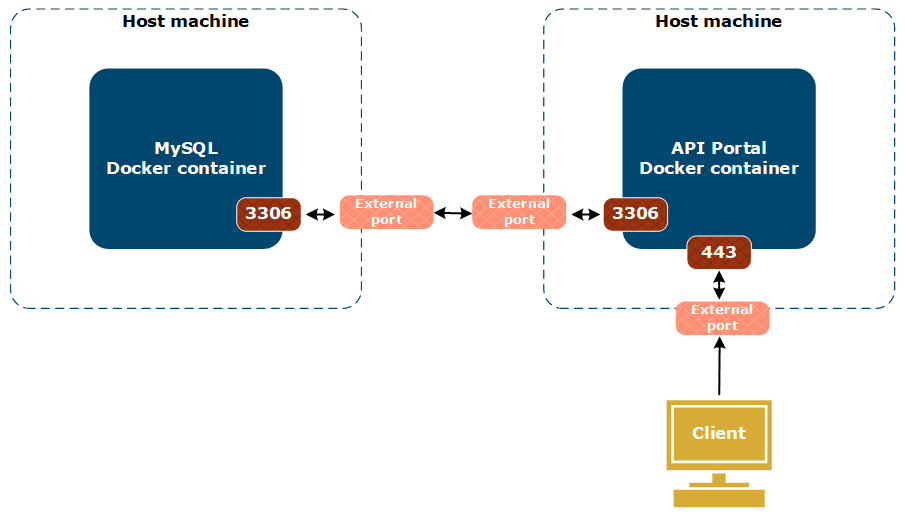 Host machine
Host machine
MySQL
Docker container
API Portal
Docker container
3306
External
port
External
port
3306
443
External
port
Client